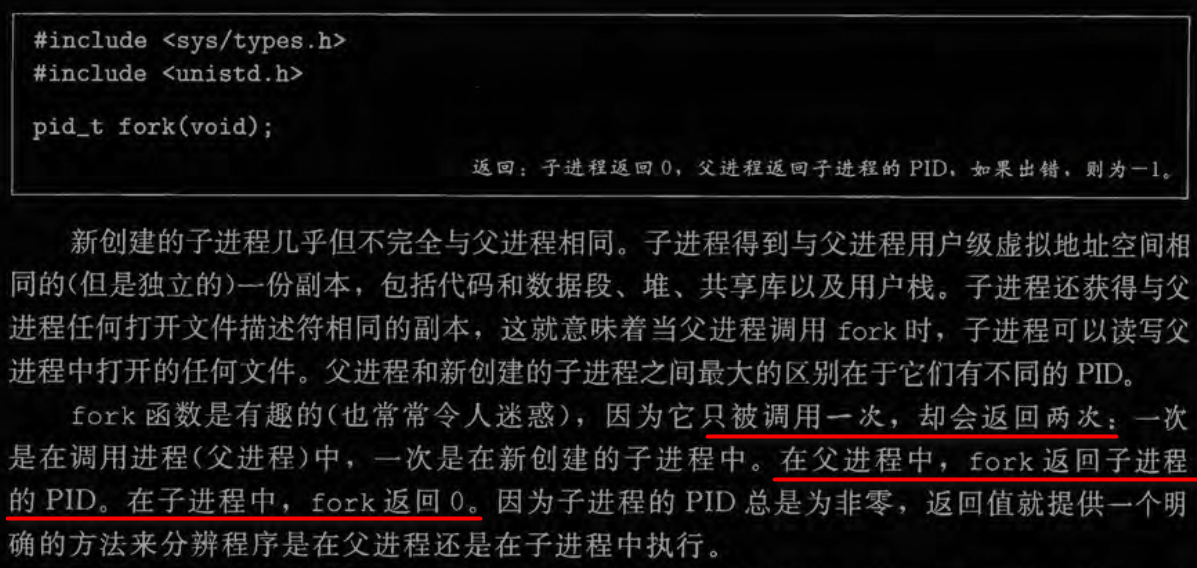 #include <sys/types.h>
#include <unistd.h>
pid_t fork(void);
返回：子进程返回 0，父进程返回子进程的 PID，如果出错，则为－1。
新创建的子进程几乎但不完全与父进程相同。子进程得到与父进程用户级虚拟地址空间相
同的(但是独立的)一份副本，包括代码和数据段、堆、共享库以及用户栈。子进程还获得与父
进程任何打开文件描述符相同的副本，这就意味着当父进程调用 fork 时，子进程可以读写父
进程中打开的任何文件。父进程和新创建的子进程之间最大的区别在于它们有不同的 PID。
fork 函数是有趣的(也常常令人迷惑)，因为它只被调用一次，却会返回两次：一次
是在调用进程(父进程)中，一次是在新创建的子进程中。在父进程中，fork 返回子进程
的 PID。在子进程中，fork 返回 0。因为子进程的 PID 总是为非零，返回值就提供一个明
确的方法来分辨程序是在父进程还是在子进程中执行。